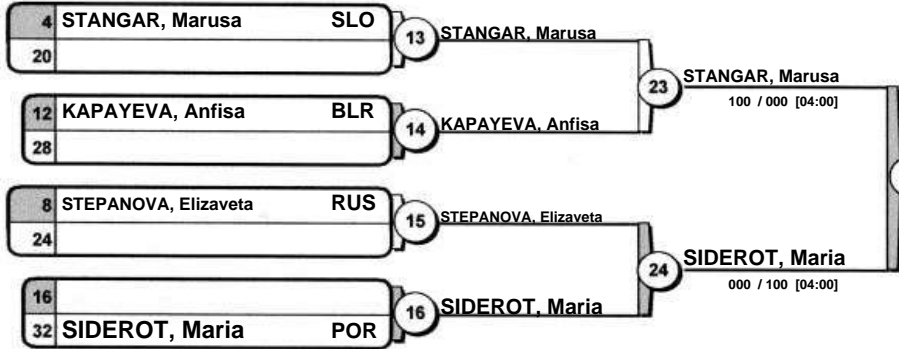 4 STANGAR, Marusa SLO
20
13 STANGAR, Marusa
12 KAPAYEVA, Anfisa BLR
28
14 KAPAYEVA, Anfisa
23 STANGAR, Marusa
100 / 000 [04:00]
8 STEPANOVA, Elizaveta RUS
24
15 STEPANOVA, Elizaveta
16
32 SIDEROT, Maria POR
16 SIDEROT, Maria
24 SIDEROT, Maria
000 / 100 [04:00]